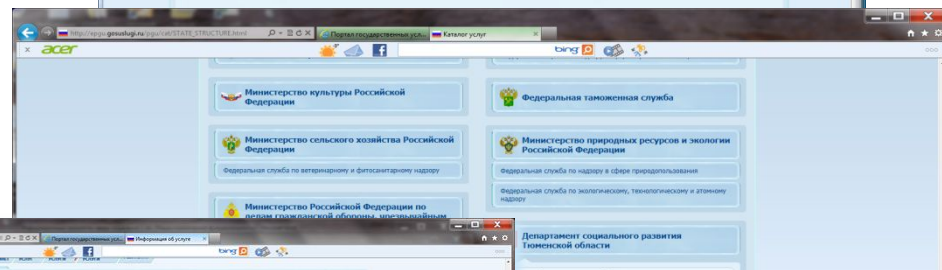 http://epgu.gosuslugi.ru/pgu/cat/STATE_STRUCTURE.html
Портал государственных усл...
Каталог услуг
acer
bing
Министерство культуры Российской
Федерации
Федеральная таможенная служба
Министерство сельского хозяйства Российской
Федерации
Федеральная служба по ветеринарному и фитосанитарному надзору
Министерство природных ресурсов и экологии
Российской Федерации
Федеральная служба по надзору в сфере природопользования
Федеральная служба по экологическому, технологическому и атомному
надзору
Министерство Российской Федерации по
делам гражданской обороны, чрезвычайным
Департамент социального развития
Тюменской области
Портал государственных усл...
Информация об услуге
bing